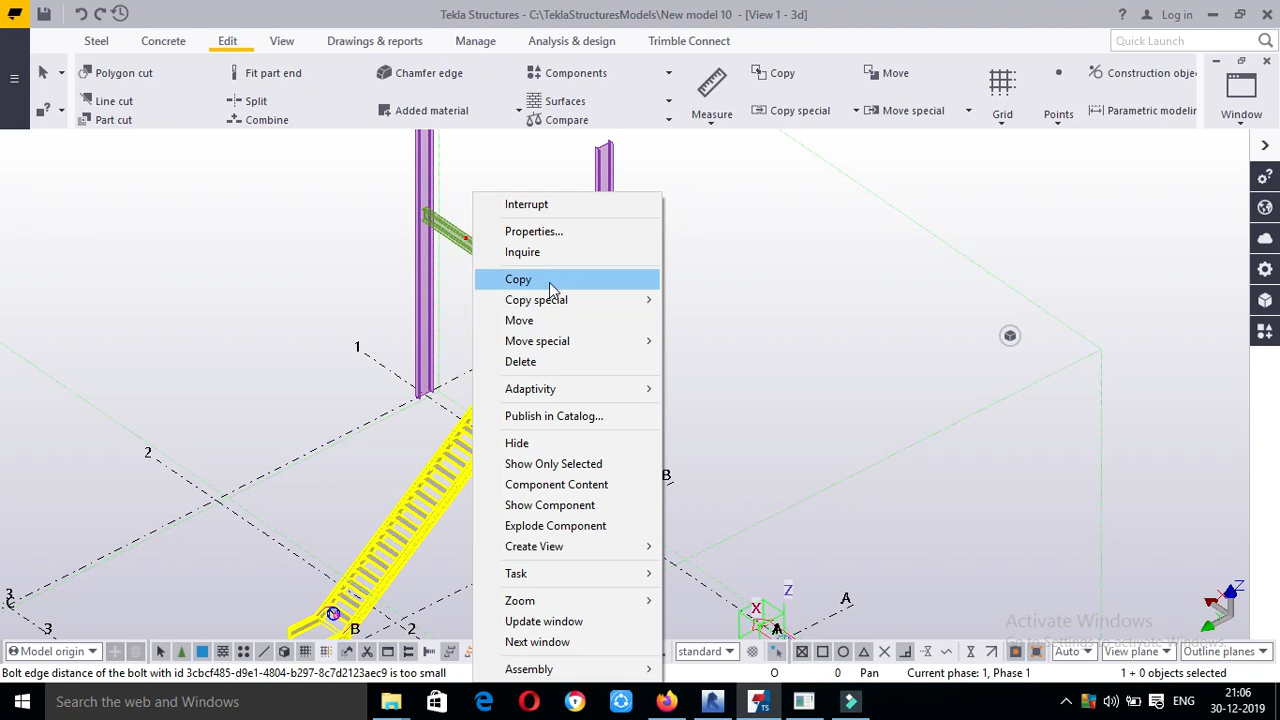 Tekla Structures - C:\TeklaStructuresModels\New model 10 - [View 1 - 3d]
? Log in
Steel Concrete Edit View Drawings & reports Manage Analysis & design Trimble Connect Quick Launch
Polygon cut Fit part end Chamfer edge Components Copy Move Construction obje
Line cut Split Added material Surfaces Measure Copy special Move special Grid Points Parametric modelin Window
Part cut Combine Compare
Interrupt
Properties...
Inquire
Copy
Copy special
Move
Move special
Delete
Adaptivity
Publish in Catalog...
Hide
Show Only Selected
Component Content
Show Component
Explode Component
Create View
Task
Zoom
Update window
Next window
Assembly
1
2
B
3
C
3
B
2
Z
X
A
A
Z
Activate Windows
Go to Settings to activate Windows.
Model origin standard Auto View plane Outline planes
Bolt edge distance of the bolt with id 3cbcf485-d9e1-4804-b297-8c7d2123aec9 is too small O 0 Pan Current phase: 1, Phase 1 1 + 0 objects selected
Search the web and Windows ENG 21:06
30-12-2019